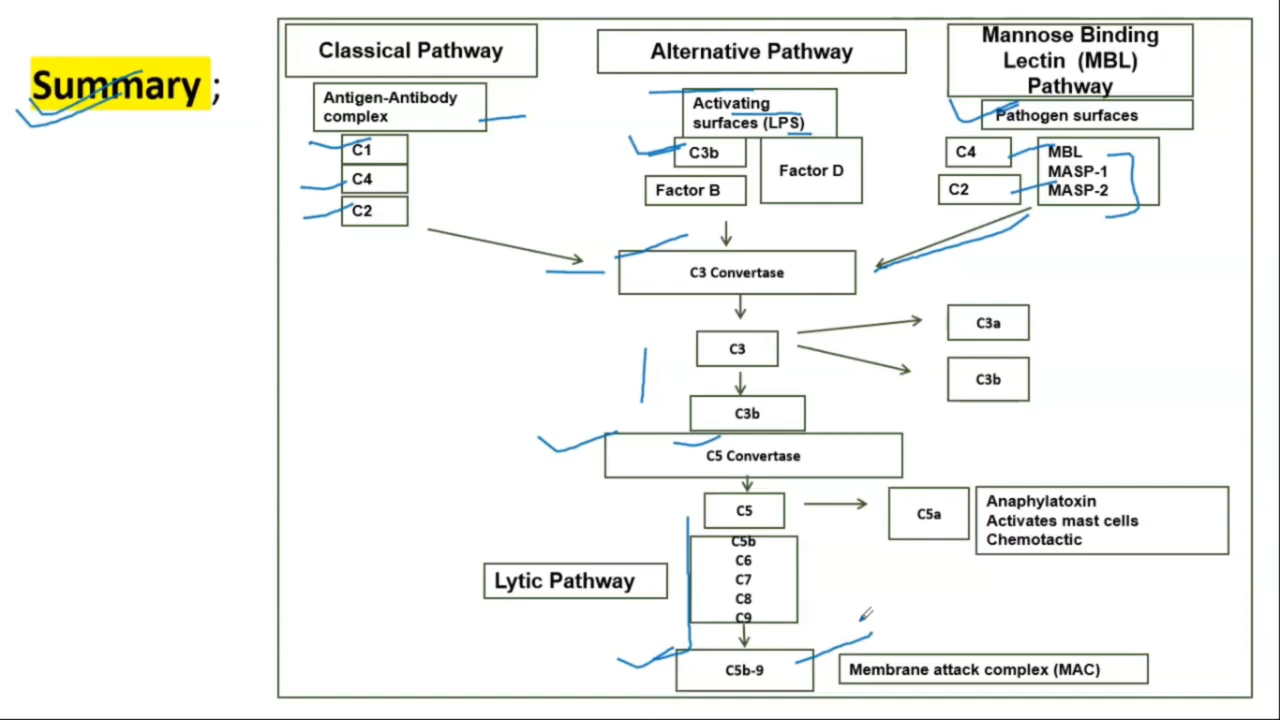 Summary ;
Classical Pathway
Antigen-Antibody
complex
C1
C4
C2
Alternative Pathway
Activating
surfaces (LPS)
C3b
Factor B
Factor D
Mannose Binding
Lectin (MBL)
Pathway
Pathogen surfaces
C4
C2
MBL
MASP-1
MASP-2
C3 Convertase
C3
C3a
C3b
C3b
C5 Convertase
C5
C5a
Anaphylatoxin
Activates mast cells
Chemotactic
Lytic Pathway
C5b
C6
C7
C8
C9
C5b-9
Membrane attack complex (MAC)